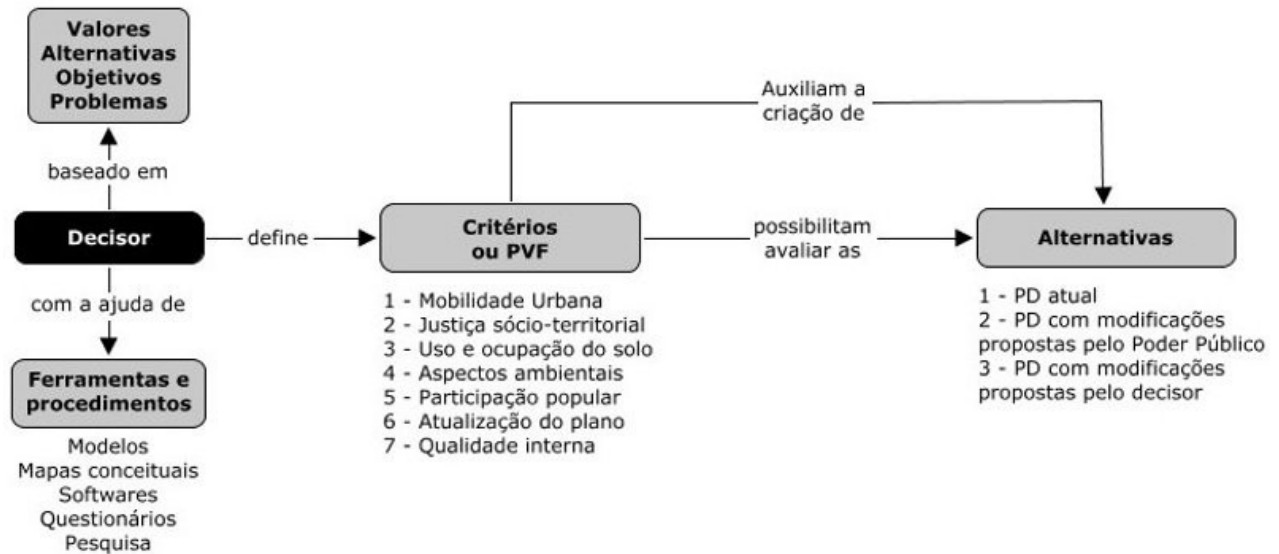 Valores
Alternativas
Objetivos
Problemas
baseado em
Decisor
com a ajuda de
Ferramentas e
procedimentos
Modelos
Mapas conceituais
Softwares
Questionários
Pesquisa
define
Critérios
ou PVF
1 - Mobilidade Urbana
2 - Justiça sócio-territorial
3 - Uso e ocupação do solo
4 - Aspectos ambientais
5 - Participação popular
6 - Atualização do plano
7 - Qualidade interna
Auxiliam a
criação de
possibilitam
avaliar as
Alternativas
1 - PD atual
2 - PD com modificações
propostas pelo Poder Público
3 - PD com modificações
propostas pelo decisor